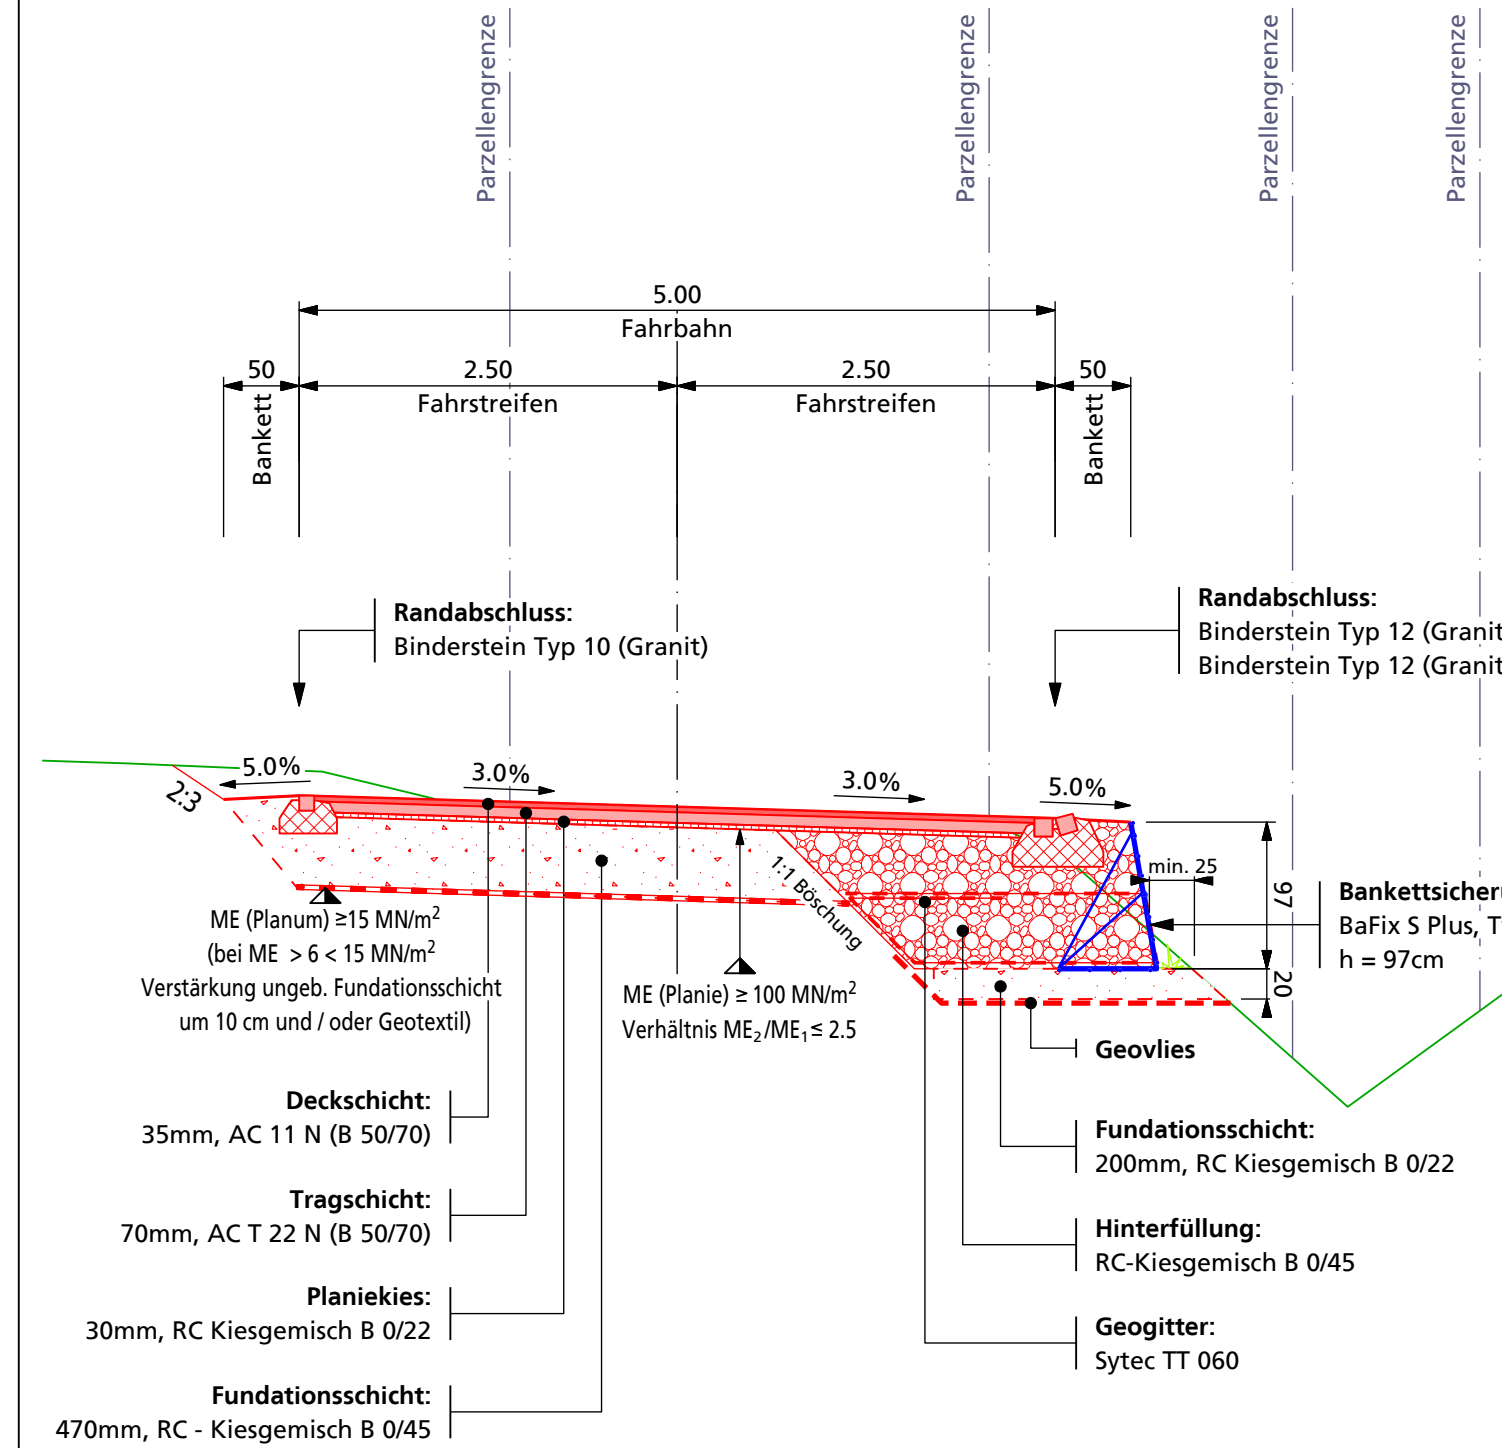 Parzellengrenze
Parzellengrenze
Parzellengrenze
Parzellengrenze
5.00
Fahrbahn
50
2.50
2.50
50
Bankett
Fahrstreifen
Fahrstreifen
Bankett
Randabschluss:
Binderstein Typ 10 (Granit)
Randabschluss:
Binderstein Typ 12 (Granit
Binderstein Typ 12 (Granit
2:3
5.0%
3.0%
3.0%
5.0%
1:1 Böschung
min. 25
97
20
Bankettsicheru
BaFix S Plus, T
h = 97cm
ME (Planum) ≥15 MN/m²
(bei ME > 6 < 15 MN/m²
Verstärkung ungeb. Fundationsschicht
um 10 cm und / oder Geotextil)
ME (Planie) ≥ 100 MN/m²
Verhältnis ME₂/ME₁≤ 2.5
Geovlies
Deckschicht:
35mm, AC 11 N (B 50/70)
Fundationsschicht:
200mm, RC Kiesgemisch B 0/22
Tragschicht:
70mm, AC T 22 N (B 50/70)
Hinterfüllung:
RC-Kiesgemisch B 0/45
Planiekies:
30mm, RC Kiesgemisch B 0/22
Geogitter:
Sytec TT 060
Fundationsschicht:
470mm, RC - Kiesgemisch B 0/45